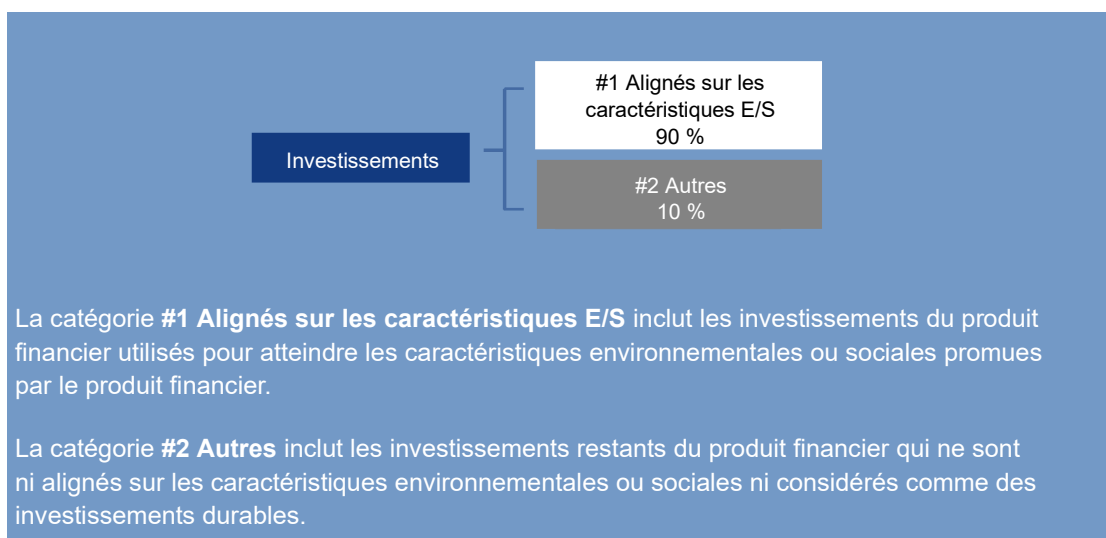 #1 Alignés sur les
caractéristiques E/S
90 %
Investissements
#2 Autres
10 %
La catégorie #1 Alignés sur les caractéristiques E/S inclut les investissements du produit
financier utilisés pour atteindre les caractéristiques environnementales ou sociales promues
par le produit financier.
La catégorie #2 Autres inclut les investissements restants du produit financier qui ne sont
ni alignés sur les caractéristiques environnementales ou sociales ni considérés comme des
investissements durables.